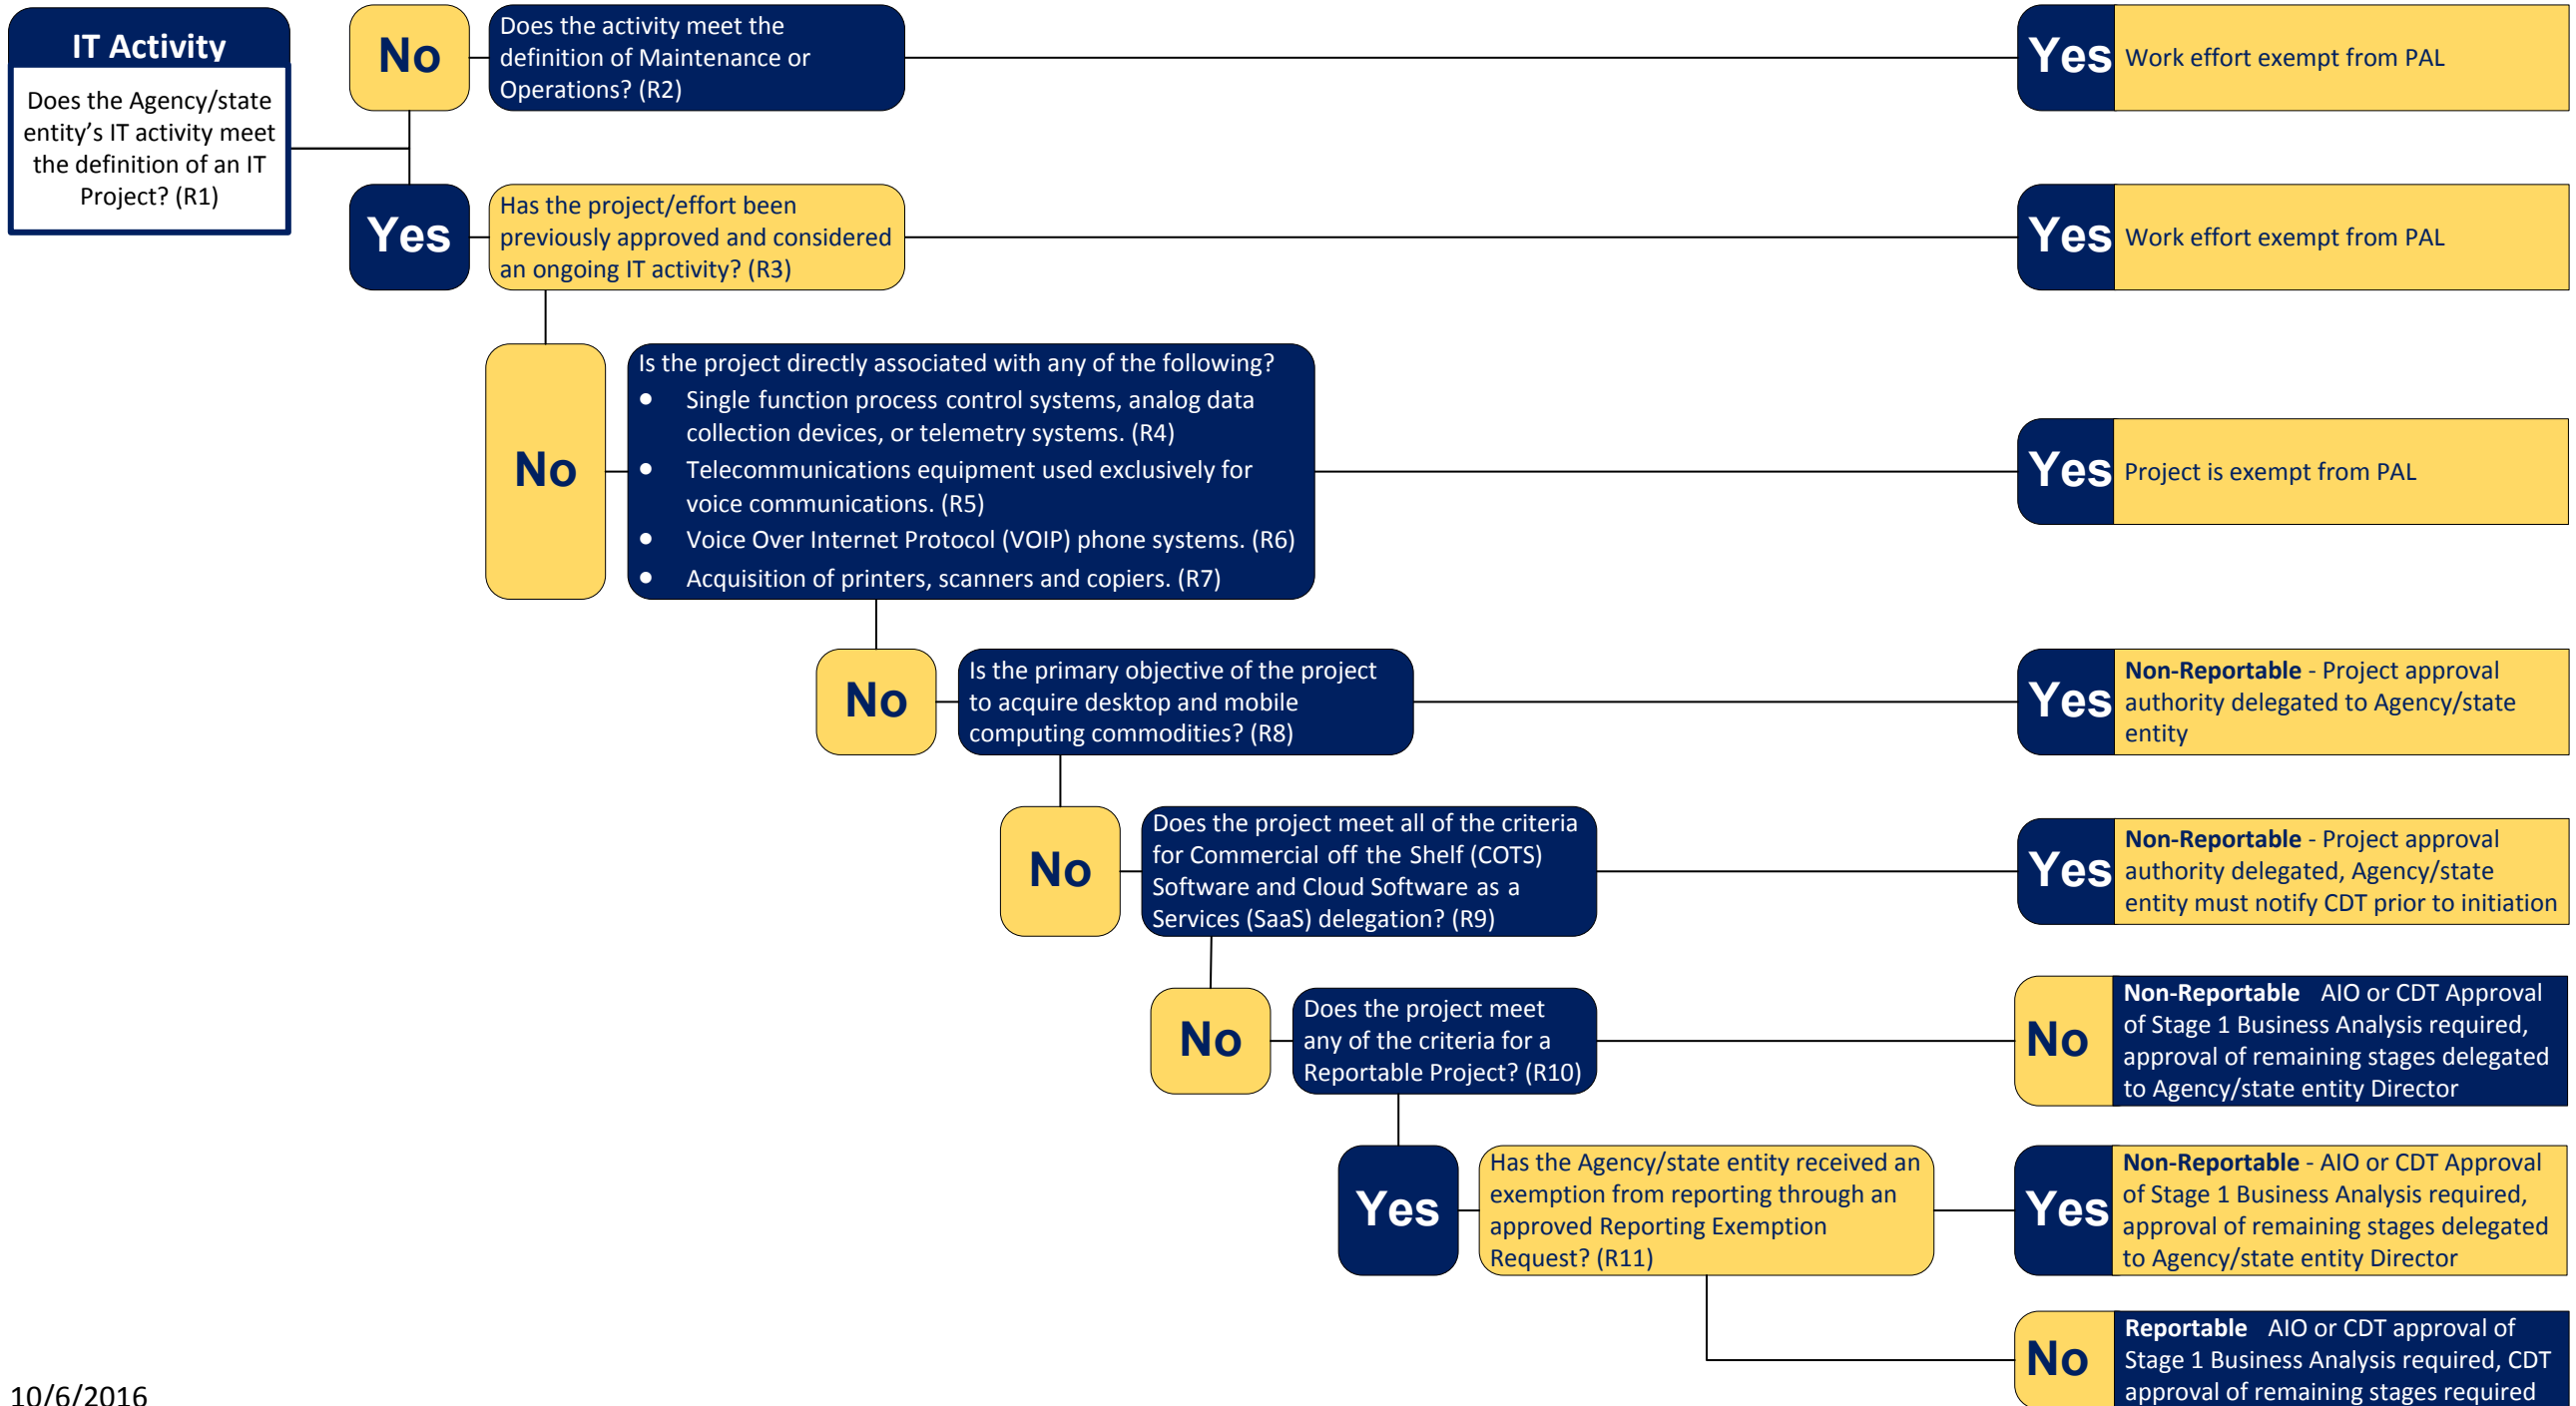 IT Activity
Does the Agency/state
entity’s IT activity meet
the definition of an IT
Project? (R1)
No
Does the activity meet the
definition of Maintenance or
Operations? (R2)
Yes
Work effort exempt from PAL
Yes
Has the project/effort been
previously approved and considered
an ongoing IT activity? (R3)
Yes
Work effort exempt from PAL
No
Is the project directly associated with any of the following?
● Single function process control systems, analog data
collection devices, or telemetry systems. (R4)
● Telecommunications equipment used exclusively for
voice communications. (R5)
● Voice Over Internet Protocol (VOIP) phone systems. (R6)
● Acquisition of printers, scanners and copiers. (R7)
Yes
Project is exempt from PAL
No
Is the primary objective of the project
to acquire desktop and mobile
computing commodities? (R8)
Yes
Non-Reportable - Project approval
authority delegated to Agency/state
entity
No
Does the project meet all of the criteria
for Commercial off the Shelf (COTS)
Software and Cloud Software as a
Services (SaaS) delegation? (R9)
Yes
Non-Reportable - Project approval
authority delegated, Agency/state
entity must notify CDT prior to initiation
No
Does the project meet
any of the criteria for a
Reportable Project? (R10)
No
Non-Reportable AIO or CDT Approval
of Stage 1 Business Analysis required,
approval of remaining stages delegated
to Agency/state entity Director
Yes
Has the Agency/state entity received an
exemption from reporting through an
approved Reporting Exemption
Request? (R11)
Yes
Non-Reportable - AIO or CDT Approval
of Stage 1 Business Analysis required,
approval of remaining stages delegated
to Agency/state entity Director
No
Reportable AIO or CDT approval of
Stage 1 Business Analysis required, CDT
approval of remaining stages required
10/6/2016